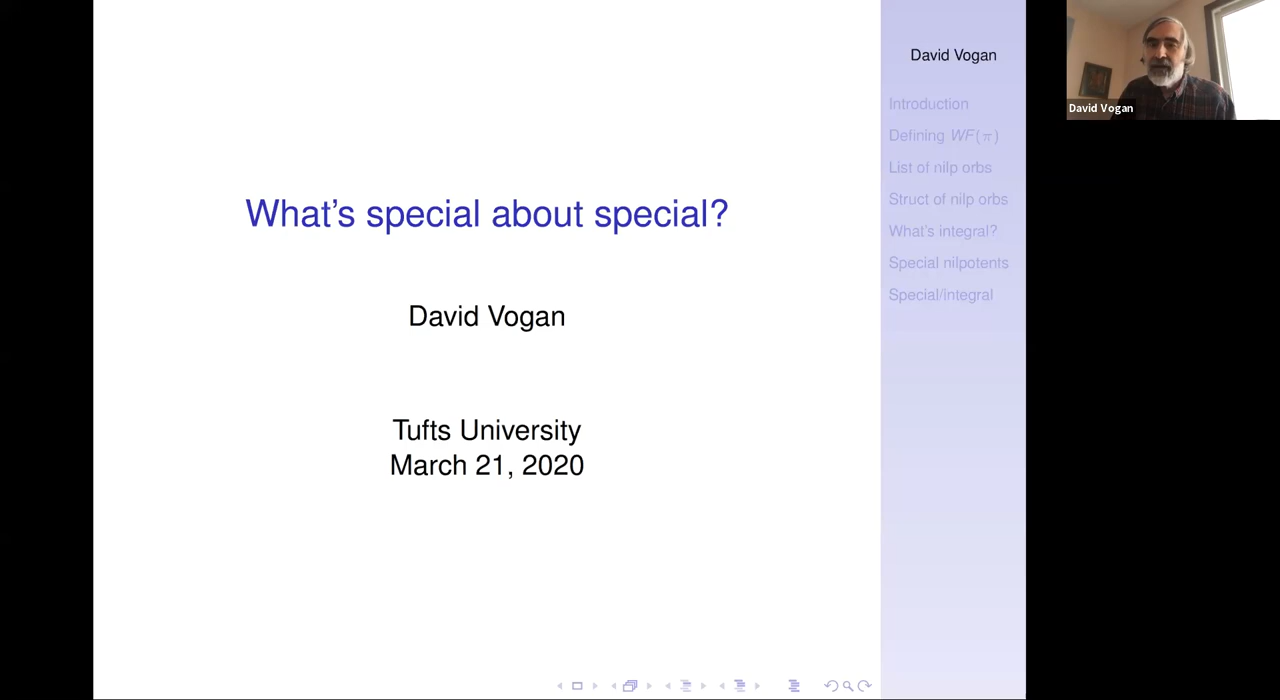 What's special about special?
David Vogan
Tufts University
March 21, 2020
David Vogan
Introduction
Defining WF(π)
List of nilp orbs
Struct of nilp orbs
What's integral?
Special nilpotents
Special/integral
David Vogan